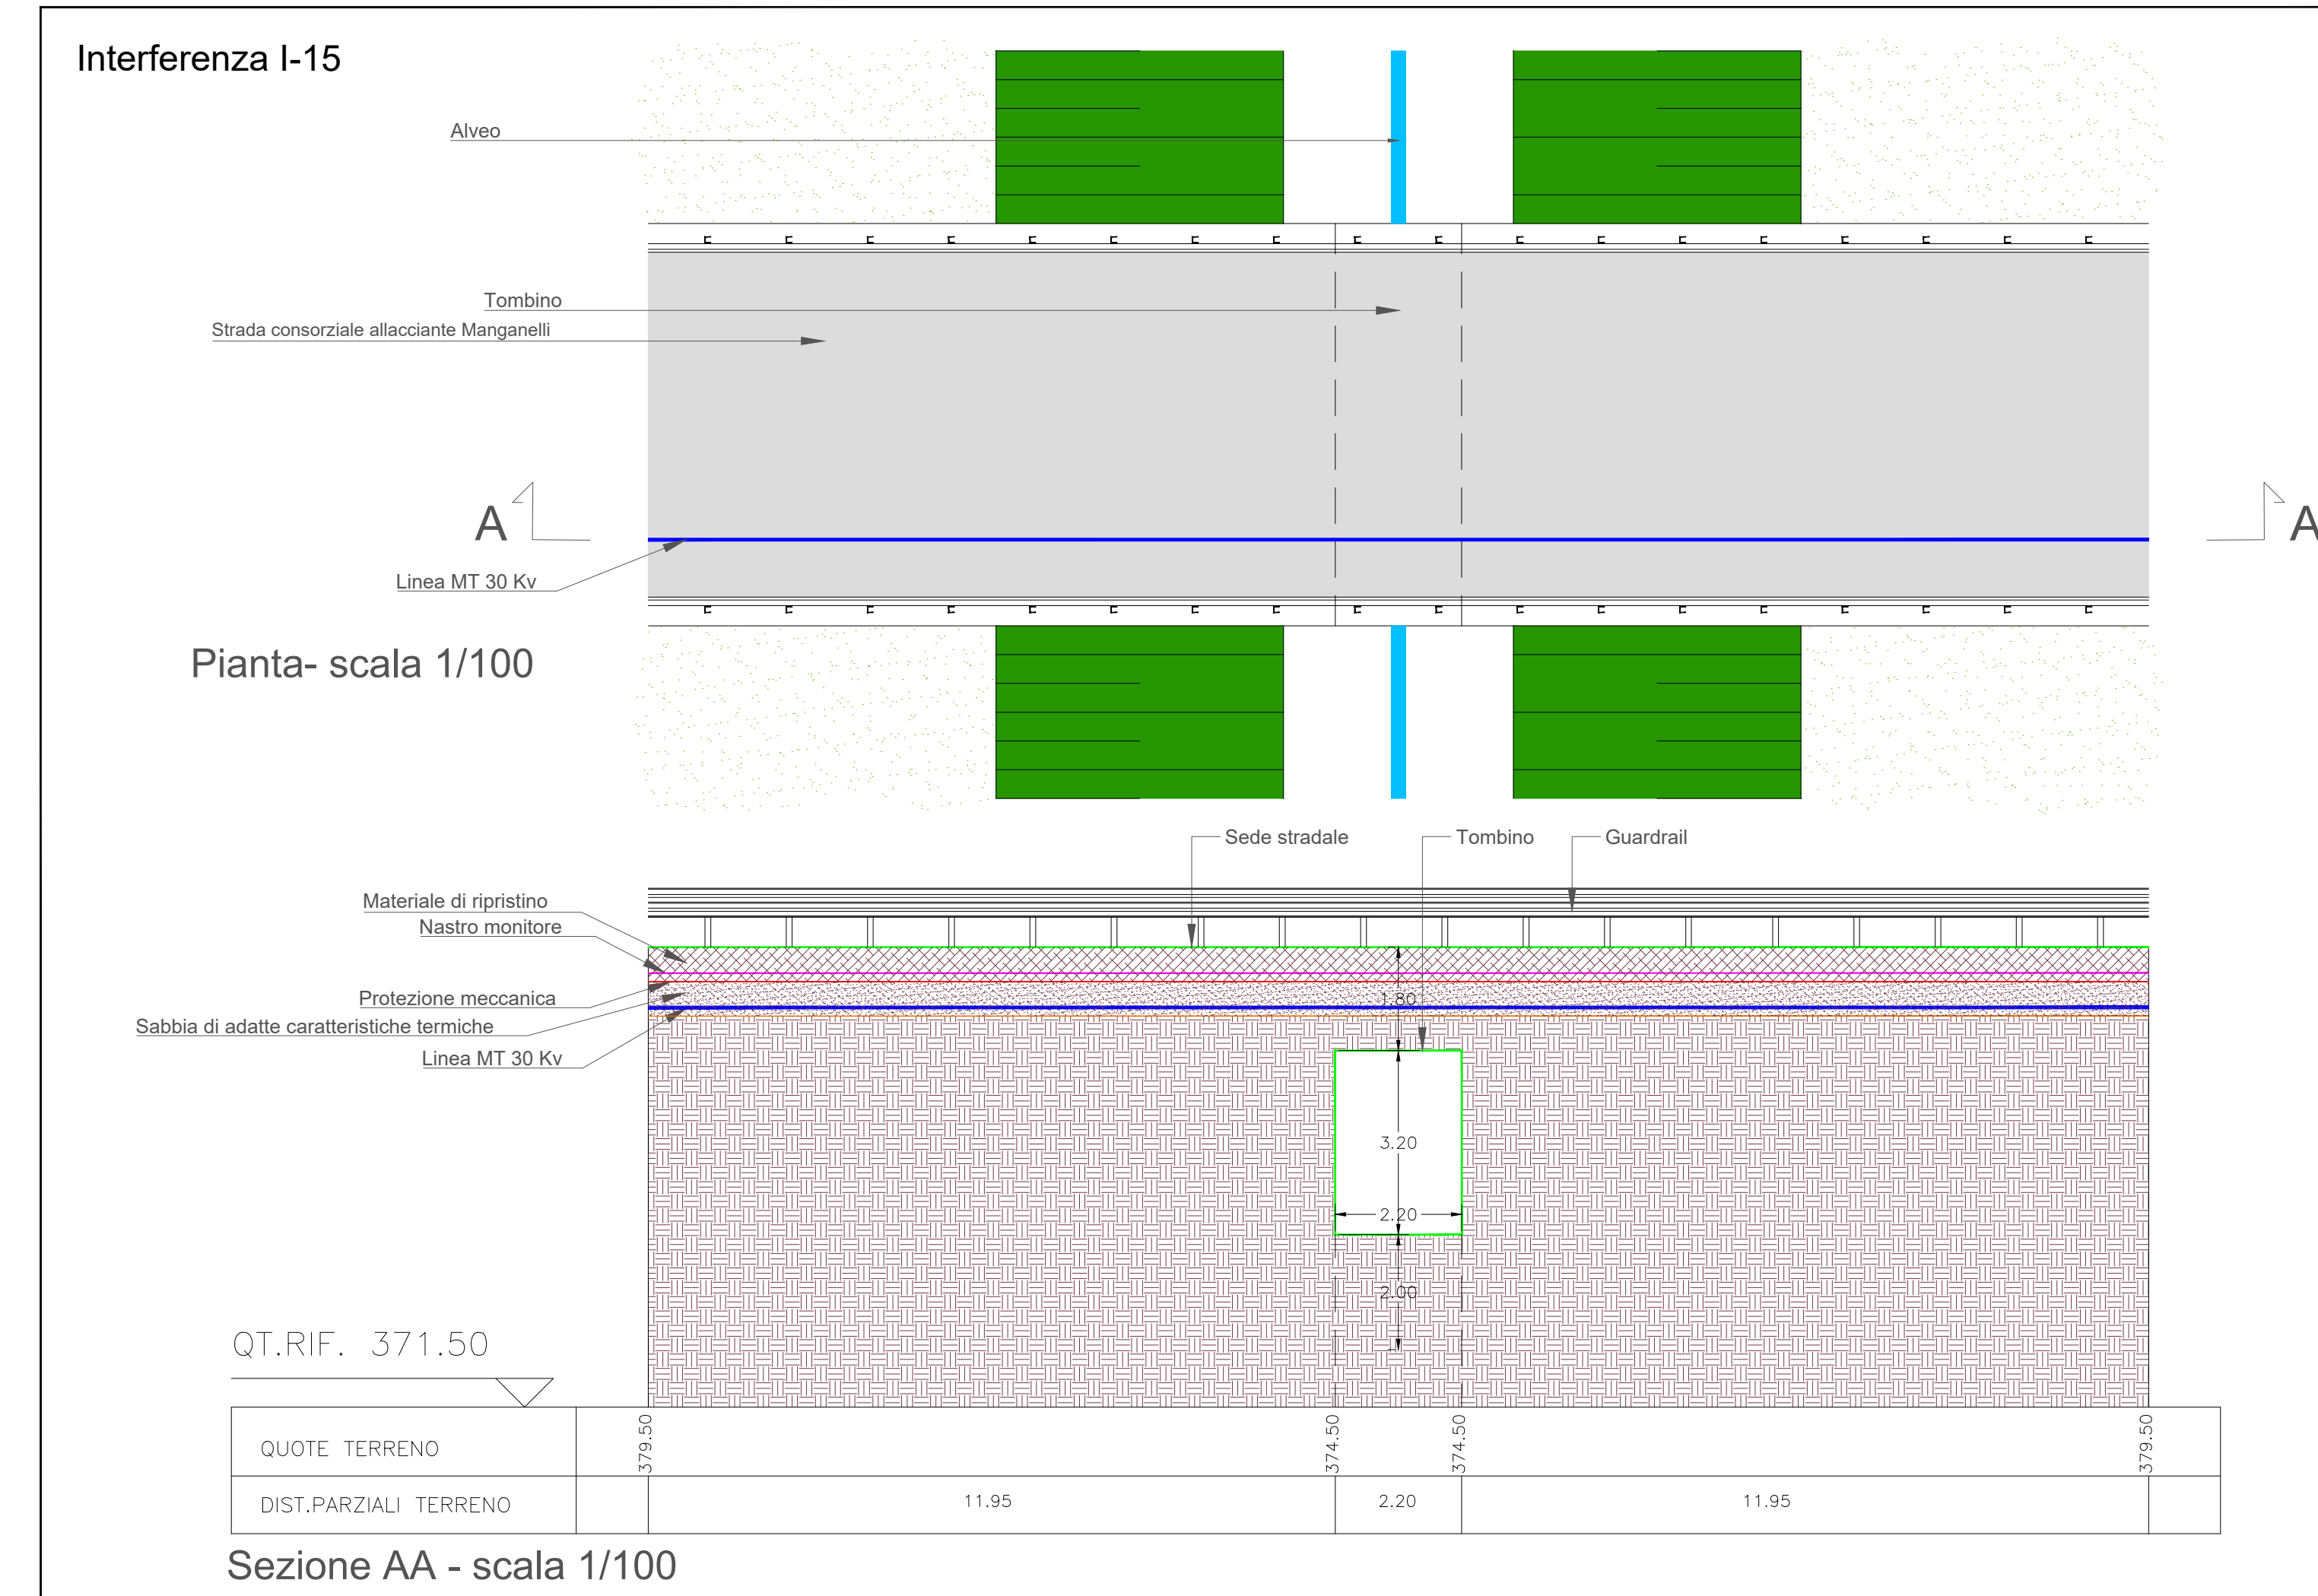 Interferenza I-15
Alveo
Tombino
Strada consorziale allacciante Manganelli
A
A
Linea MT 30 Kv
Pianta- scala 1/100
Sede stradale
Tombino
Guardrail
Materiale di ripristino
Nastro monitore
Protezione meccanica
Sabbia di adatte caratteristiche termiche
Linea MT 30 Kv
1.80
3.20
2.20
2.00
QT.RIF. 371.50
QUOTE TERRENO
379.50
374.50
374.50
379.50
DIST.PARZIALI TERRENO
11.95
2.20
11.95
Sezione AA - scala 1/100